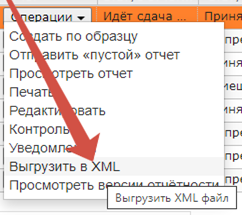 Операции Идёт сдача ... Приня
Создать по образцу
Отправить «пустой» отчет
Просмотреть отчет
Печать
Редактировать
Контроль
Уведомле
Выгрузить в XML
Просмотреть версии отчётности
Выгрузить XML файл